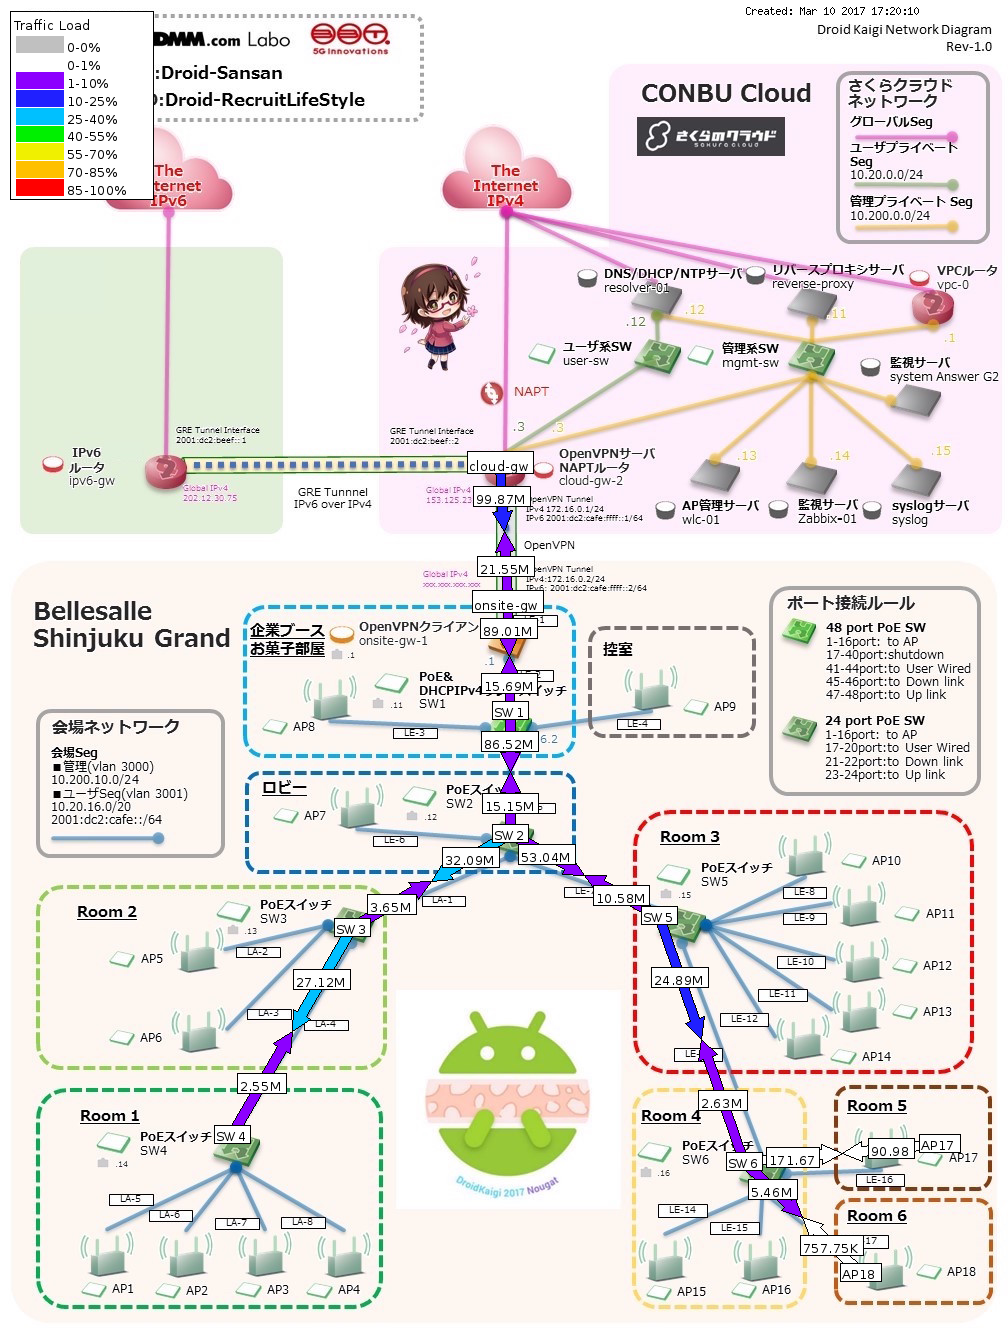 Created: Mar 10 2017 17:20:10
Droid Kaigi Network Diagram
Rev-1.0
Traffic Load
0-0%
0-1%
1-10%
10-25%
25-40%
40-55%
55-70%
70-85%
85-100%
DMM.com Labo
5G innovations
:Droid-Sansan
:Droid-RecruitLifeStyle
CONBU Cloud
さくらのクラウド
SAKURA CLOUD
さくらクラウド
ネットワーク
グローバルSeg
ユーザプライベート
Seg
10.20.0.0/24
管理プライベート Seg
10.200.0.0/24
The
Internet
IPv6
The
Internet
IPv4
DNS/DHCP/NTPサーバ
resolver-01
リバースプロキシサーバ
reverse-proxy
VPCルータ
vpc-0
.12
.12
.11
.1
ユーザ系SW
user-sw
管理系SW
mgmt-sw
監視サーバ
system Answer G2
NAPT
.3
.3
.13
.14
.15
AP管理サーバ
wlc-01
監視サーバ
Zabbix-01
syslogサーバ
syslog
IPv6
ルータ
ipv6-gw
GRE Tunnel Interface
2001:dc2:beef::1
Global IPv4
202.12.30.75
GRE Tunnnel
IPv6 over IPv4
GRE Tunnel Interface
2001:dc2:beef::2
Global IPv4
153.125.23
cloud-gw
OpenVPNサーバ
NAPTルータ
cloud-gw-2
99.87M
OpenVPN Tunnel
IPv4 172.16.0.1/24
IPv6 2001:dc2:cafe:ffff::1/64
OpenVPN
21.55M
Global IPv4
xxx.xxx.xxx.xxx
OpenVPN Tunnel
IPv4:172.16.0.2/24
IPv6: 2001:dc2:cafe:ffff::2/64
onsite-gw
Bellesalle
Shinjuku Grand
企業ブース
お菓子部屋
OpenVPNクライアン
onsite-gw-1
.1
89.01M
.1
15.69M
PoE&
DHCPIPv4
スイッチ
SW1
.11
SW1
6.2
AP8
LE-3
86.52M
控室
LE-4
AP9
ポート接続ルール
48 port PoE SW
1-16port: to AP
17-40port:shutdown
41-44port:to User Wired
45-46port:to Down link
47-48port:to Up link
24 port PoE SW
1-16port: to AP
17-20port:to User Wired
21-22port:to Down link
23-24port:to Up link
会場ネットワーク
会場Seg
■管理(vlan 3000)
10.200.10.0/24
■ユーザSeg(vlan 3001)
10.20.16.0/20
2001:dc2:cafe::/64
ロビー
AP7
PoEスイッ
SW2
.12
15.15M
LE-6
SW2
32.09M
53.04M
LA-1
3.65M
10.58M
Room 2
PoEスイッチ
SW3
.13
SW3
AP5
LA-2
27.12M
AP6
LA-3
LA-4
2.55M
Room 3
PoEスイッチ
SW5
.15
SW5
LE-8
AP10
LE-9
AP11
24.89M
LE-10
AP12
LE-11
AP13
LE-12
AP14
2.63M
Room 1
PoEスイッチ
SW4
.14
SW4
LA-5
LA-6
LA-7
LA-8
AP1
AP2
AP3
AP4
DroidKaigi 2017 Nougat
Room 4
PoEスイッチ
SW6
.16
SW6
171.67
90.98
AP17
AP17
Room 5
LE-16
5.46M
LE-14
LE-15
AP15
AP16
Room 6
757.75K
17
AP18
AP18